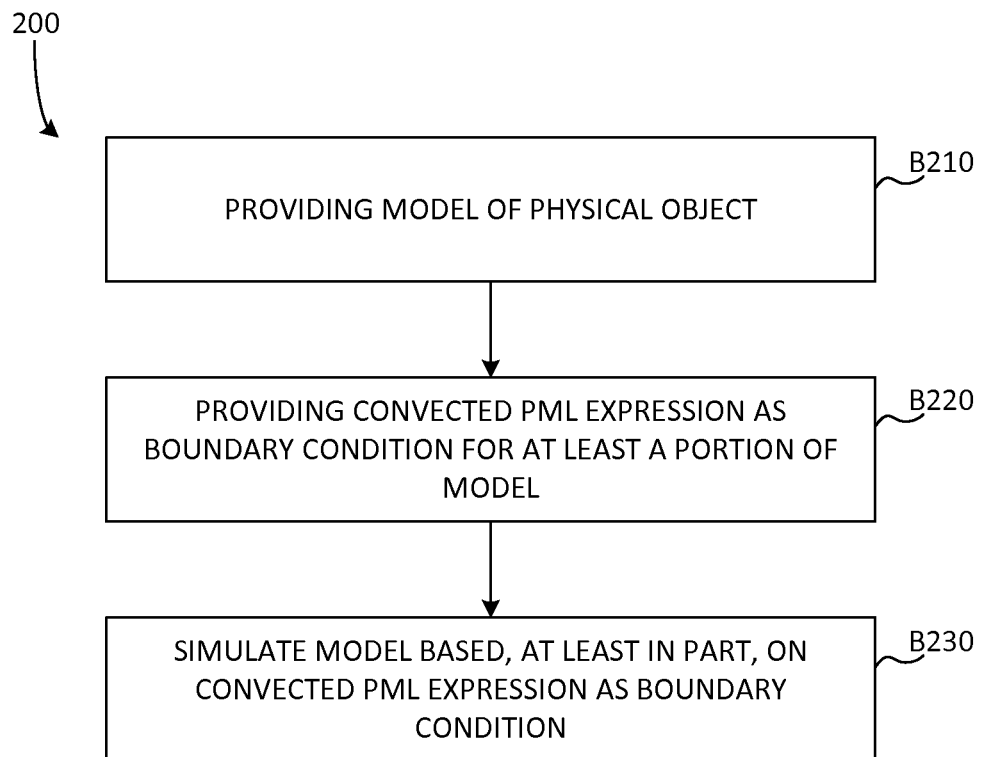 200
B210
PROVIDING MODEL OF PHYSICAL OBJECT
B220
PROVIDING CONVECTED PML EXPRESSION AS
BOUNDARY CONDITION FOR AT LEAST A PORTION OF
MODEL
B230
SIMULATE MODEL BASED, AT LEAST IN PART, ON
CONVECTED PML EXPRESSION AS BOUNDARY
CONDITION